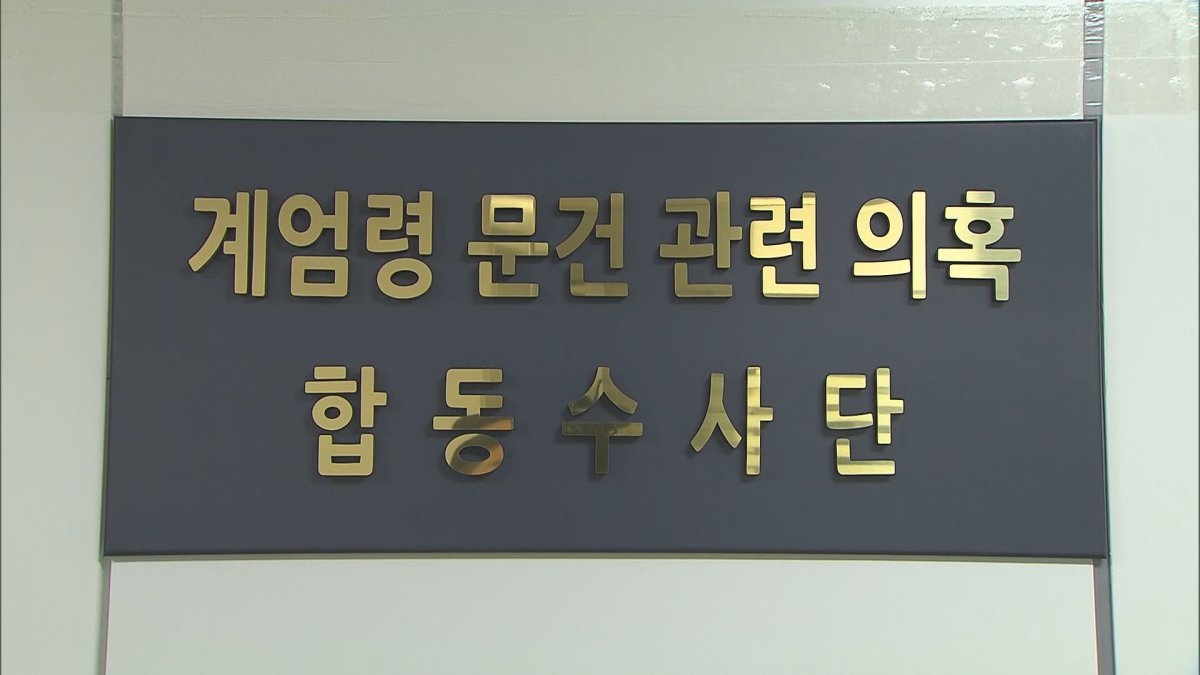 계엄령 문건 관련 의혹
합동수사단